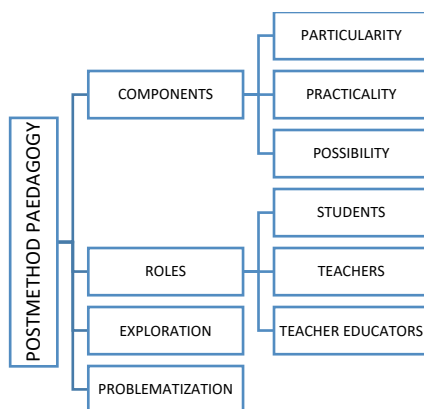 POSTMETHOD PAEDAGOGY
COMPONENTS
PARTICULARITY
PRACTICALITY
POSSIBILITY
ROLES
STUDENTS
TEACHERS
TEACHER EDUCATORS
EXPLORATION
PROBLEMATIZATION